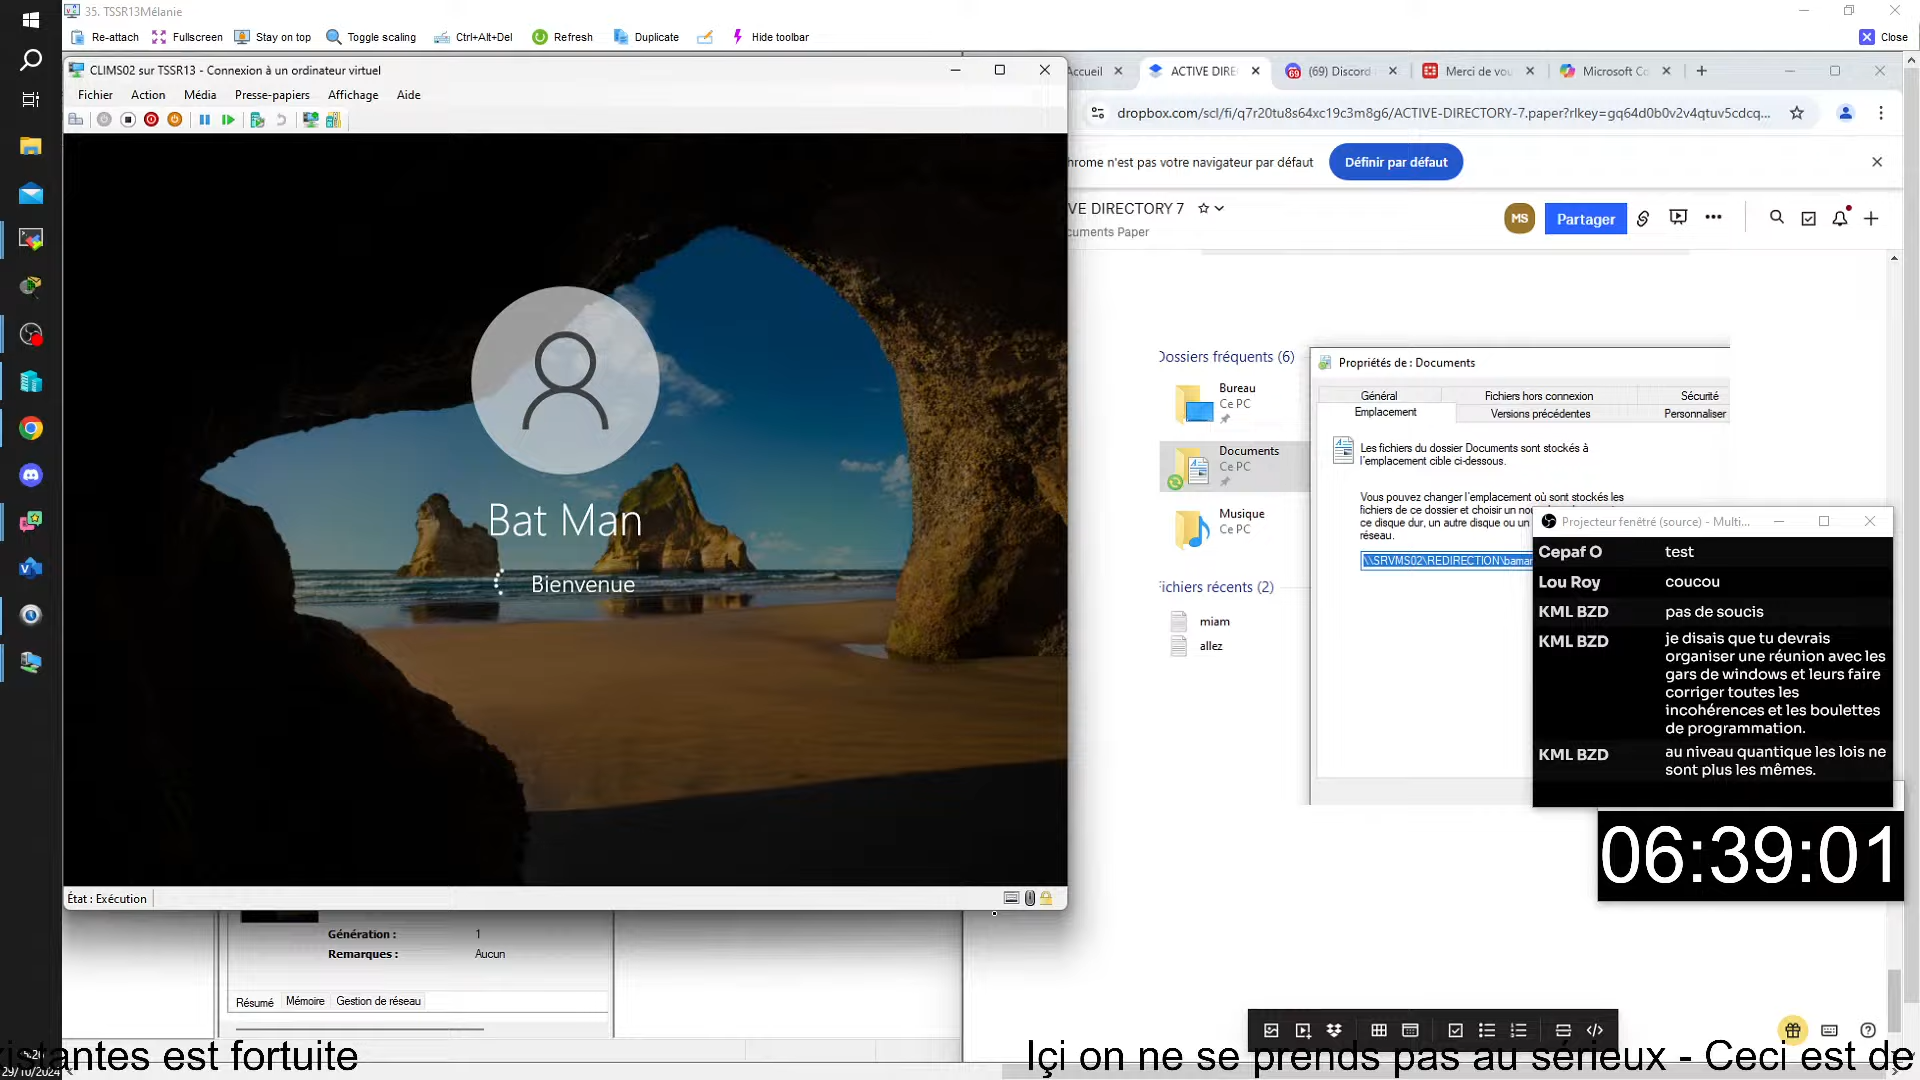 35. TSSR13Mélanie
Re-attach Fullscreen Stay on top Toggle scaling Ctrl+Alt+Del Refresh Duplicate Hide toolbar Close
CLIMS02 sur TSSR13 - Connexion à un ordinateur virtuel
Fichier Action Média Presse-papiers Affichage Aide
Bat Man
Bienvenue
État : Exécution
Génération : 1
Remarques : Aucun
Résumé Mémoire Gestion de réseau
Accueil ACTIVE DIRE (69) Discord Merci de vou Microsoft Co
dropbox.com/scl/fi/q7r20tu8s64xc19c3m8g6/ACTIVE-DIRECTORY-7.paper?rlkey=gq64d0b0v2v4qtuv5cdcq...
hrome n'est pas votre navigateur par défaut Définir par défaut
VE DIRECTORY 7
cuments Paper
MS Partager
Dossiers fréquents (6)
Bureau
Ce PC
Documents
Ce PC
Musique
Ce PC
Fichiers récents (2)
miam
allez
Propriétés de : Documents
Général Fichiers hors connexion Sécurité
Emplacement Versions précédentes Personnaliser
Les fichiers du dossier Documents sont stockés à
l'emplacement cible ci-dessous.
Vous pouvez changer l'emplacement où sont stockés les
fichiers de ce dossier et choisir un
ce disque dur, un autre disque ou un
réseau.
\\SRVMS02\REDIRECTION\baman
Projecteur fenêtré (source) - Multi...
Cepaf O test
Lou Roy coucou
KML BZD pas de soucis
KML BZD je disais que tu devrais
organiser une réunion avec les
gars de windows et leurs faire
corriger toutes les
incohérences et les boulettes
de programmation.
KML BZD au niveau quantique les lois ne
sont plus les mêmes.
06:39:01
istantes est fortuite Içi on ne se prends pas au sérieux - Ceci est de
29/10/2024